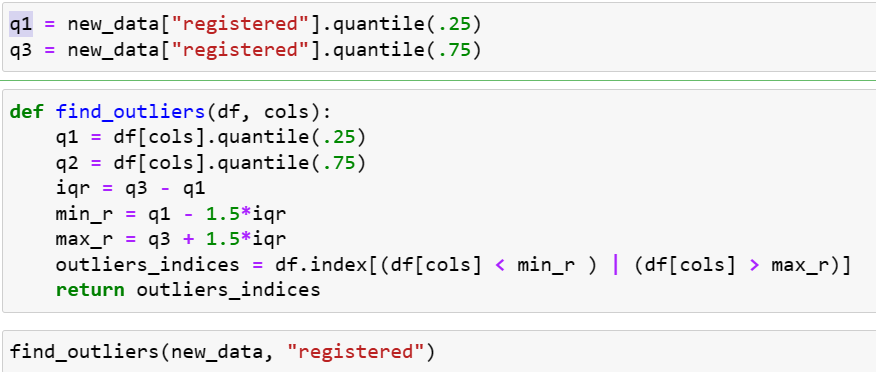 q1 = new_data["registered"].quantile(.25)
q3 = new_data["registered"].quantile(.75)
def find_outliers(df, cols):
    q1 = df[cols].quantile(.25)
    q2 = df[cols].quantile(.75)
    iqr = q3 - q1
    min_r = q1 - 1.5*iqr
    max_r = q3 + 1.5*iqr
    outliers_indices = df.index[(df[cols] < min_r ) | (df[cols] > max_r)]
    return outliers_indices
find_outliers(new_data, "registered")